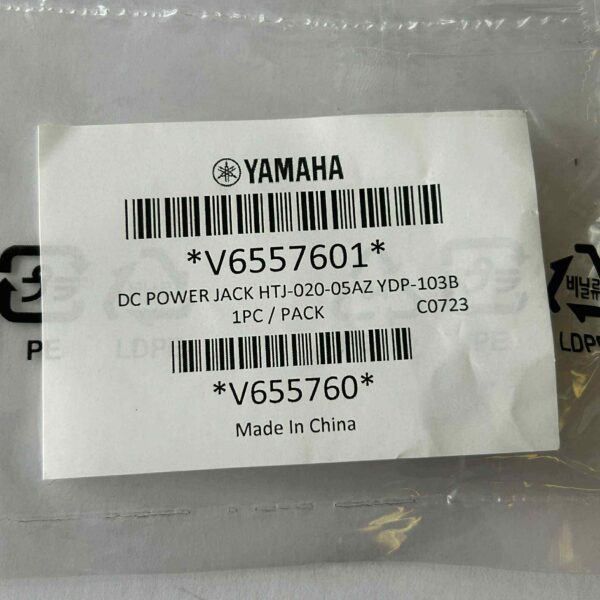 YAMAHA
*V6557601*
DC POWER JACK HTJ-020-05AZ YDP-103B
1PC / PACK C0723
*V655760*
Made In China
PE
LDPE
비닐류
LDPE